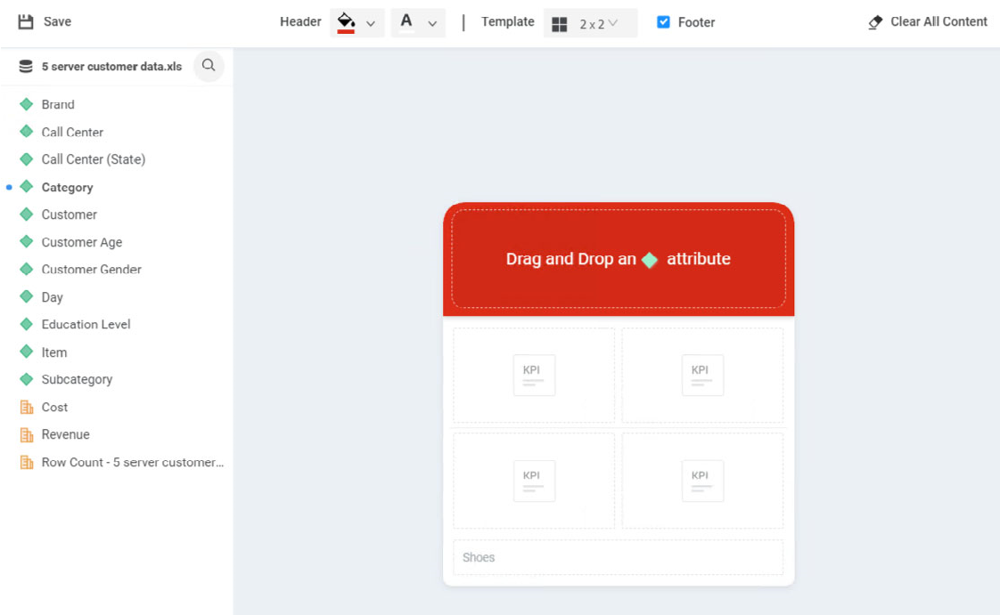 Save
Header
A
Template
2 x 2
Footer
Clear All Content
5 server customer data.xls
Brand
Call Center
Call Center (State)
Category
Customer
Customer Age
Customer Gender
Day
Education Level
Item
Subcategory
Cost
Revenue
Row Count - 5 server customer...
Drag and Drop an attribute
KPI
KPI
KPI
KPI
Shoes